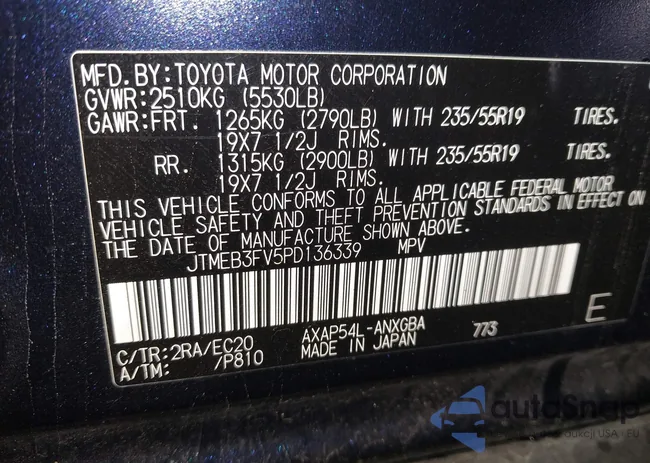 MFD.BY:TOYOTA MOTOR CORPORATION
GVWR:2510KG (5530LB)
GAWR:FRT. 1265KG (2790LB) WITH 235/55R19 TIRES.
19X7 1/2J RIMS.
RR. 1315KG (2900LB) WITH 235/55R19 TIRES.
19X7 1/2J RIMS.
THIS VEHICLE CONFORMS TO ALL APPLICABLE FEDERAL MOTOR
VEHICLE SAFETY AND THEFT PREVENTION STANDARDS IN EFFECT ON
THE DATE OF MANUFACTURE SHOWN ABOVE.
JTMEB3FV5PD136339 MPV
C/TR:2RA/EC20 AXAP54L-ANXGBA 773 E
A/TM: /P810 MADE IN JAPAN
autoSnap
aukcji USA - EU